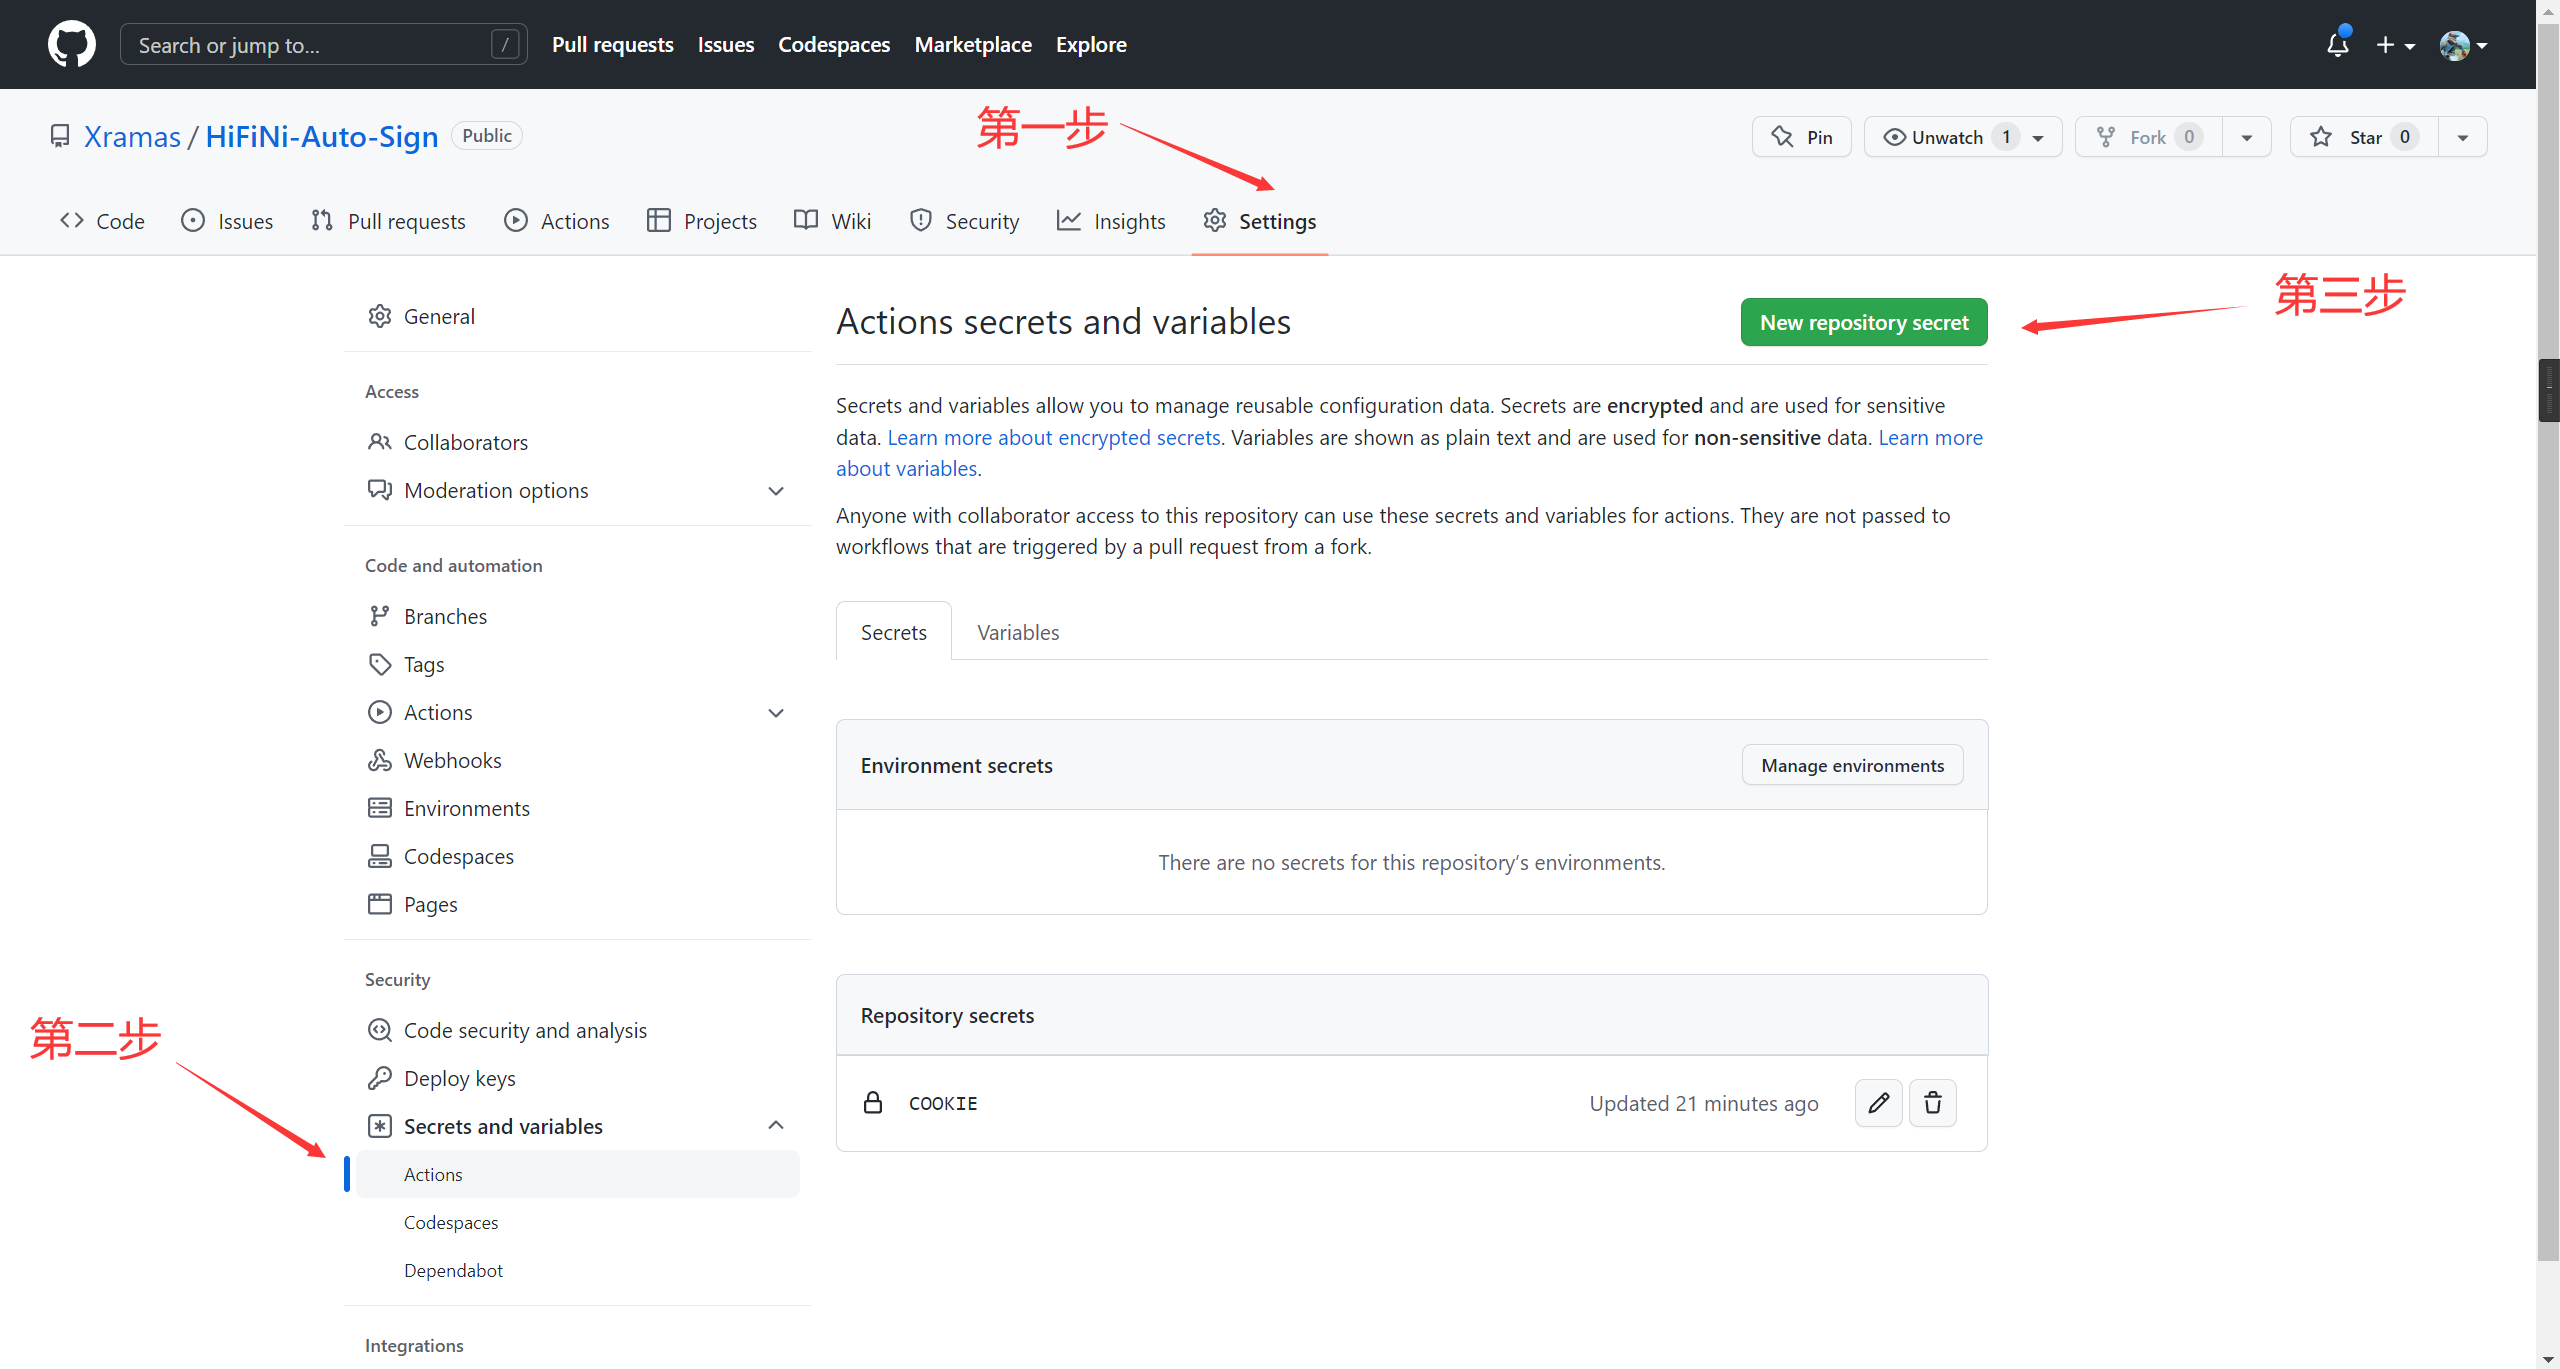 Search or jump to... /
Pull requests Issues Codespaces Marketplace Explore
Xramas / HiFiNi-Auto-Sign Public
第一步
Pin
Unwatch 1
Fork 0
Star 0
Code Issues Pull requests Actions Projects Wiki Security Insights Settings
General
Access
Collaborators
Moderation options
Code and automation
Branches
Tags
Actions
Webhooks
Environments
Codespaces
Pages
Security
Code security and analysis
Deploy keys
第二步
Secrets and variables
Actions
Codespaces
Dependabot
Integrations
Actions secrets and variables
New repository secret
第三步
Secrets and variables allow you to manage reusable configuration data. Secrets are encrypted and are used for sensitive
data. Learn more about encrypted secrets. Variables are shown as plain text and are used for non-sensitive data. Learn more
about variables.
Anyone with collaborator access to this repository can use these secrets and variables for actions. They are not passed to
workflows that are triggered by a pull request from a fork.
Secrets Variables
Environment secrets
Manage environments
There are no secrets for this repository’s environments.
Repository secrets
COOKIE Updated 21 minutes ago